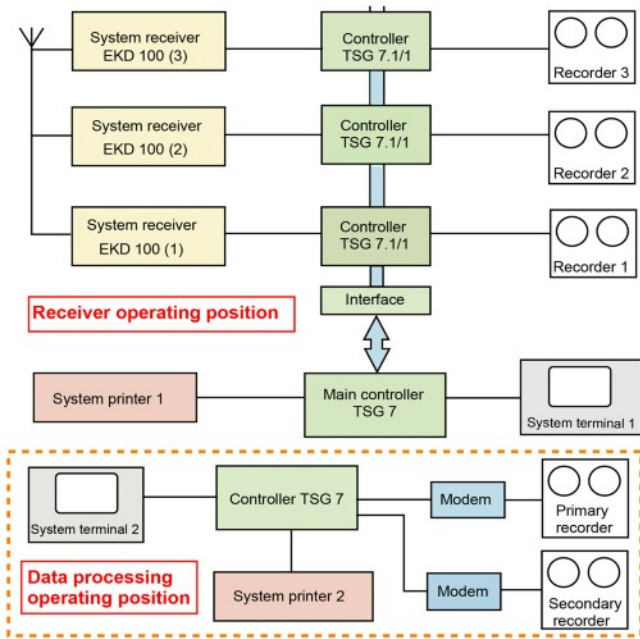 System receiver
EKD 100 (3)
Controller
TSG 7.1/1
Recorder 3
System receiver
EKD 100 (2)
Controller
TSG 7.1/1
Recorder 2
System receiver
EKD 100 (1)
Controller
TSG 7.1/1
Recorder 1
Interface
Receiver operating position
System printer 1
Main controller
TSG 7
System terminal 1
System terminal 2
Controller TSG 7
Modem
Primary
recorder
Data processing
operating position
System printer 2
Modem
Secondary
recorder